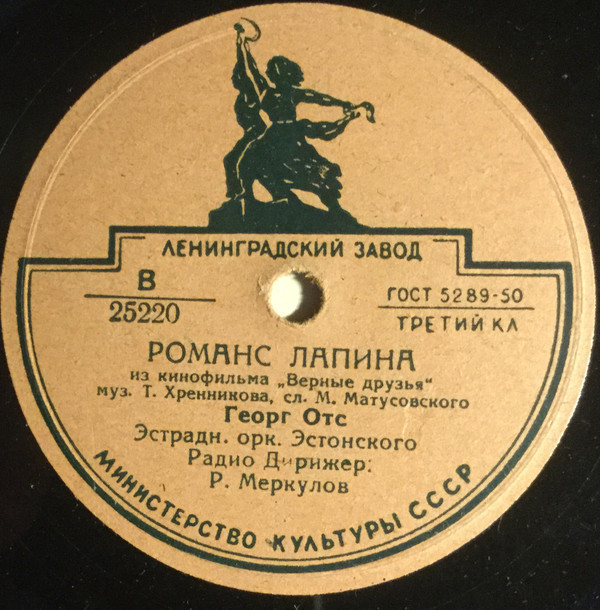 ЛЕНИНГРАДСКИЙ ЗАВОД
В
25220
ГОСТ 5289-50
ТРЕТИЙ КЛ
РОМАНС ЛАПИНА
из кинофильма „Верные друзья"
муз. Т. Хренникова, сл. М. Матусовского
Георг Отс
Эстрадн. орк. Эстонского
Радио Дирижер:
Р. Меркулов
МИНИСТЕРСТВО КУЛЬТУРЫ СССР